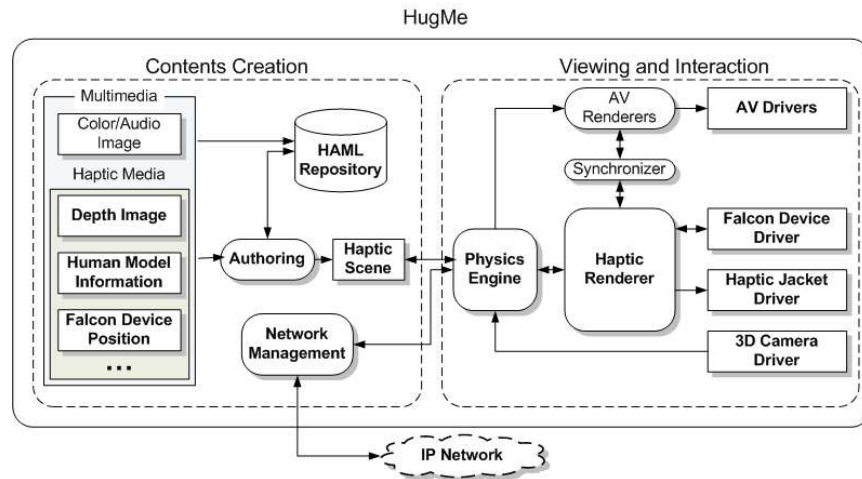 HugMe
Contents Creation
Multimedia
Color/Audio
Image
Haptic Media
Depth Image
Human Model
Information
Falcon Device
Position
...
HAML
Repository
Authoring
Haptic
Scene
Network
Management
Viewing and Interaction
AV
Renderers
AV Drivers
Synchronizer
Physics
Engine
Haptic
Renderer
Falcon Device
Driver
Haptic Jacket
Driver
3D Camera
Driver
IP Network